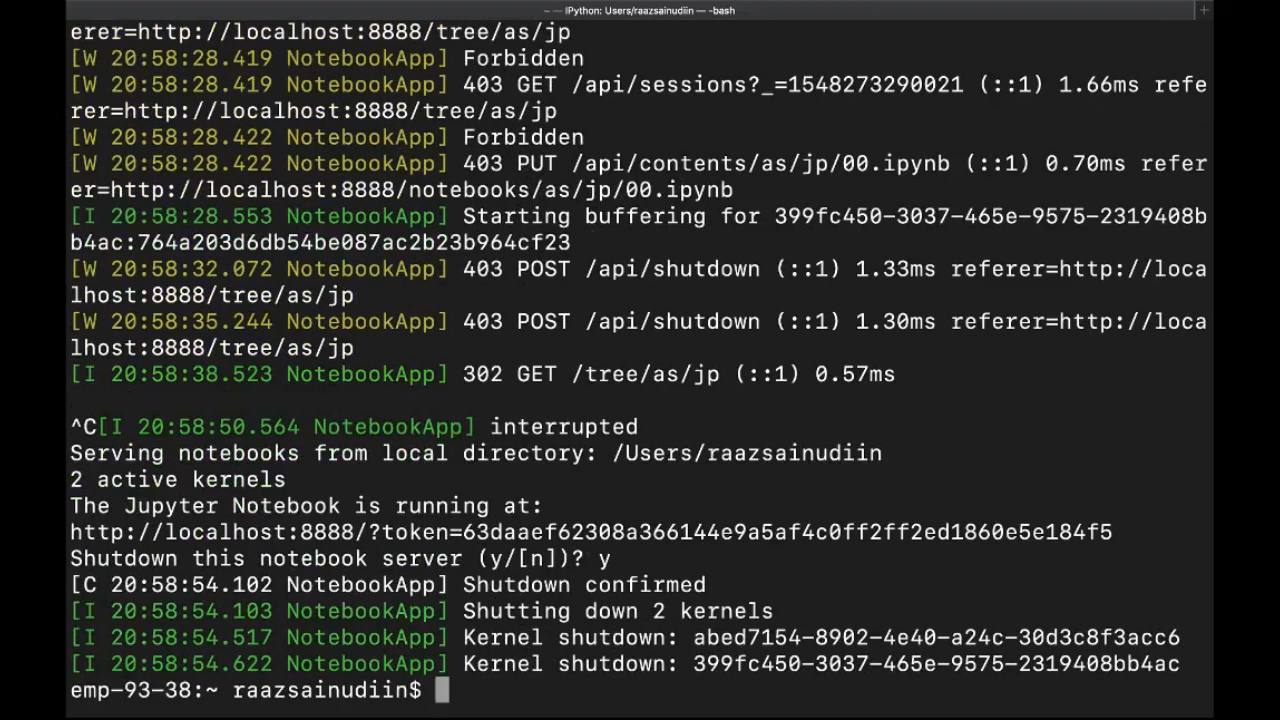 ~ — IPython: Users/raazsainudiin — -bash
erer=http://localhost:8888/tree/as/jp
[W 20:58:28.419 NotebookApp] Forbidden
[W 20:58:28.419 NotebookApp] 403 GET /api/sessions?_=1548273290021 (::1) 1.66ms refe
rer=http://localhost:8888/tree/as/jp
[W 20:58:28.422 NotebookApp] Forbidden
[W 20:58:28.422 NotebookApp] 403 PUT /api/contents/as/jp/00.ipynb (::1) 0.70ms refer
er=http://localhost:8888/notebooks/as/jp/00.ipynb
[I 20:58:28.553 NotebookApp] Starting buffering for 399fc450-3037-465e-9575-2319408b
b4ac:764a203d6db54be087ac2b23b964cf23
[W 20:58:32.072 NotebookApp] 403 POST /api/shutdown (::1) 1.33ms referer=http://loca
lhost:8888/tree/as/jp
[W 20:58:35.244 NotebookApp] 403 POST /api/shutdown (::1) 1.30ms referer=http://loca
lhost:8888/tree/as/jp
[I 20:58:38.523 NotebookApp] 302 GET /tree/as/jp (::1) 0.57ms
^C[I 20:58:50.564 NotebookApp] interrupted
Serving notebooks from local directory: /Users/raazsainudiin
2 active kernels
The Jupyter Notebook is running at:
http://localhost:8888/?token=63daaef62308a366144e9a5af4c0ff2ff2ed1860e5e184f5
Shutdown this notebook server (y/[n])? y
[C 20:58:54.102 NotebookApp] Shutdown confirmed
[I 20:58:54.103 NotebookApp] Shutting down 2 kernels
[I 20:58:54.517 NotebookApp] Kernel shutdown: abed7154-8902-4e40-a24c-30d3c8f3acc6
[I 20:58:54.622 NotebookApp] Kernel shutdown: 399fc450-3037-465e-9575-2319408bb4ac
emp-93-38:~ raazsainudiin$